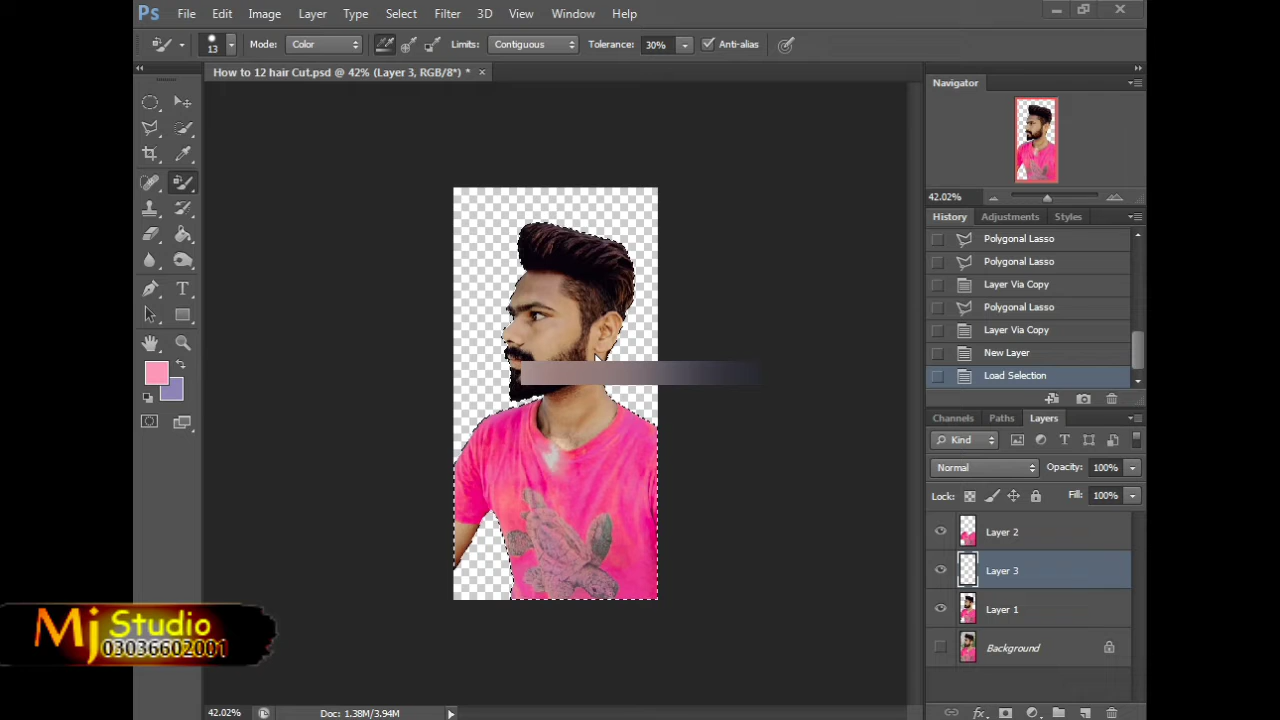 Ps File Edit Image Layer Type Select Filter 3D View Window Help
13 Mode: Color Limits: Contiguous Tolerance: 30% Anti-alias
How to 12 hair Cut.psd @ 42% (Layer 3, RGB/8*) *
Navigator
42.02%
History Adjustments Styles
Polygonal Lasso
Polygonal Lasso
Layer Via Copy
Polygonal Lasso
Layer Via Copy
New Layer
Load Selection
Channels Paths Layers
Kind
Normal Opacity: 100%
Lock: Fill: 100%
Layer 2
Layer 3
Layer 1
Background
Mj Studio
03036602001
42.02% Doc: 1.38M/3.94M
fx